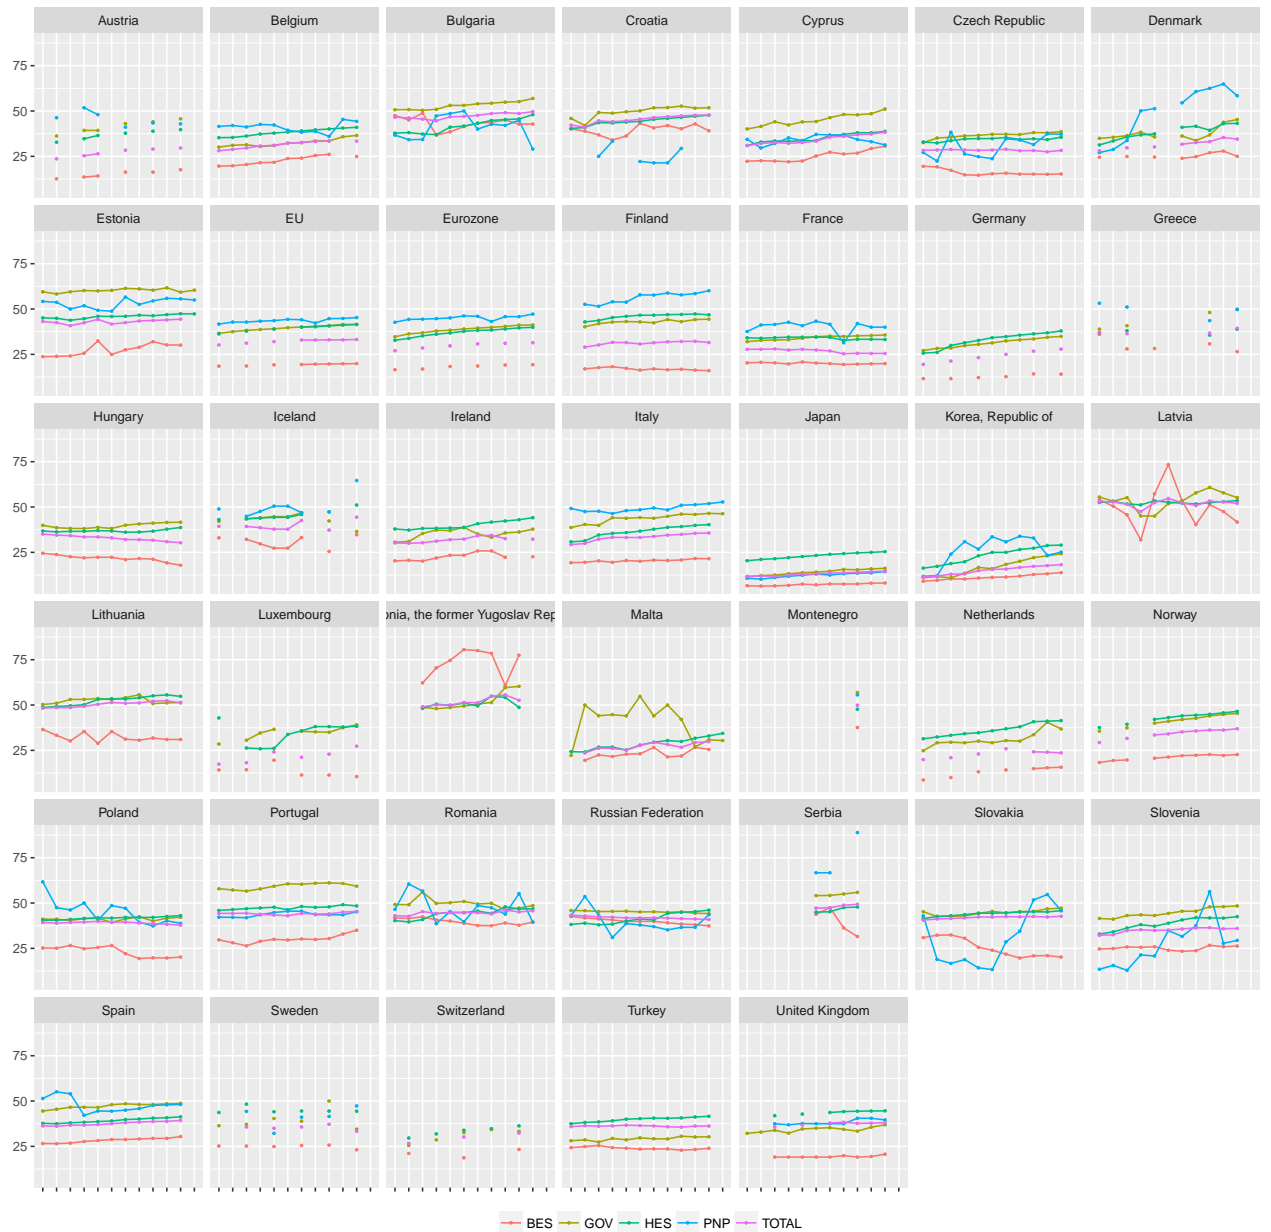 Austria Belgium Bulgaria Croatia Cyprus Czech Republic Denmark
75
50
25
Estonia EU Eurozone Finland France Germany Greece
75
50
25
Hungary Iceland Ireland Italy Japan Korea, Republic of Latvia
75
50
25
Lithuania Luxembourg onia, the former Yugoslav Rep Malta Montenegro Netherlands Norway
75
50
25
Poland Portugal Romania Russian Federation Serbia Slovakia Slovenia
75
50
25
Spain Sweden Switzerland Turkey United Kingdom
75
50
25
BES GOV HES PNP TOTAL